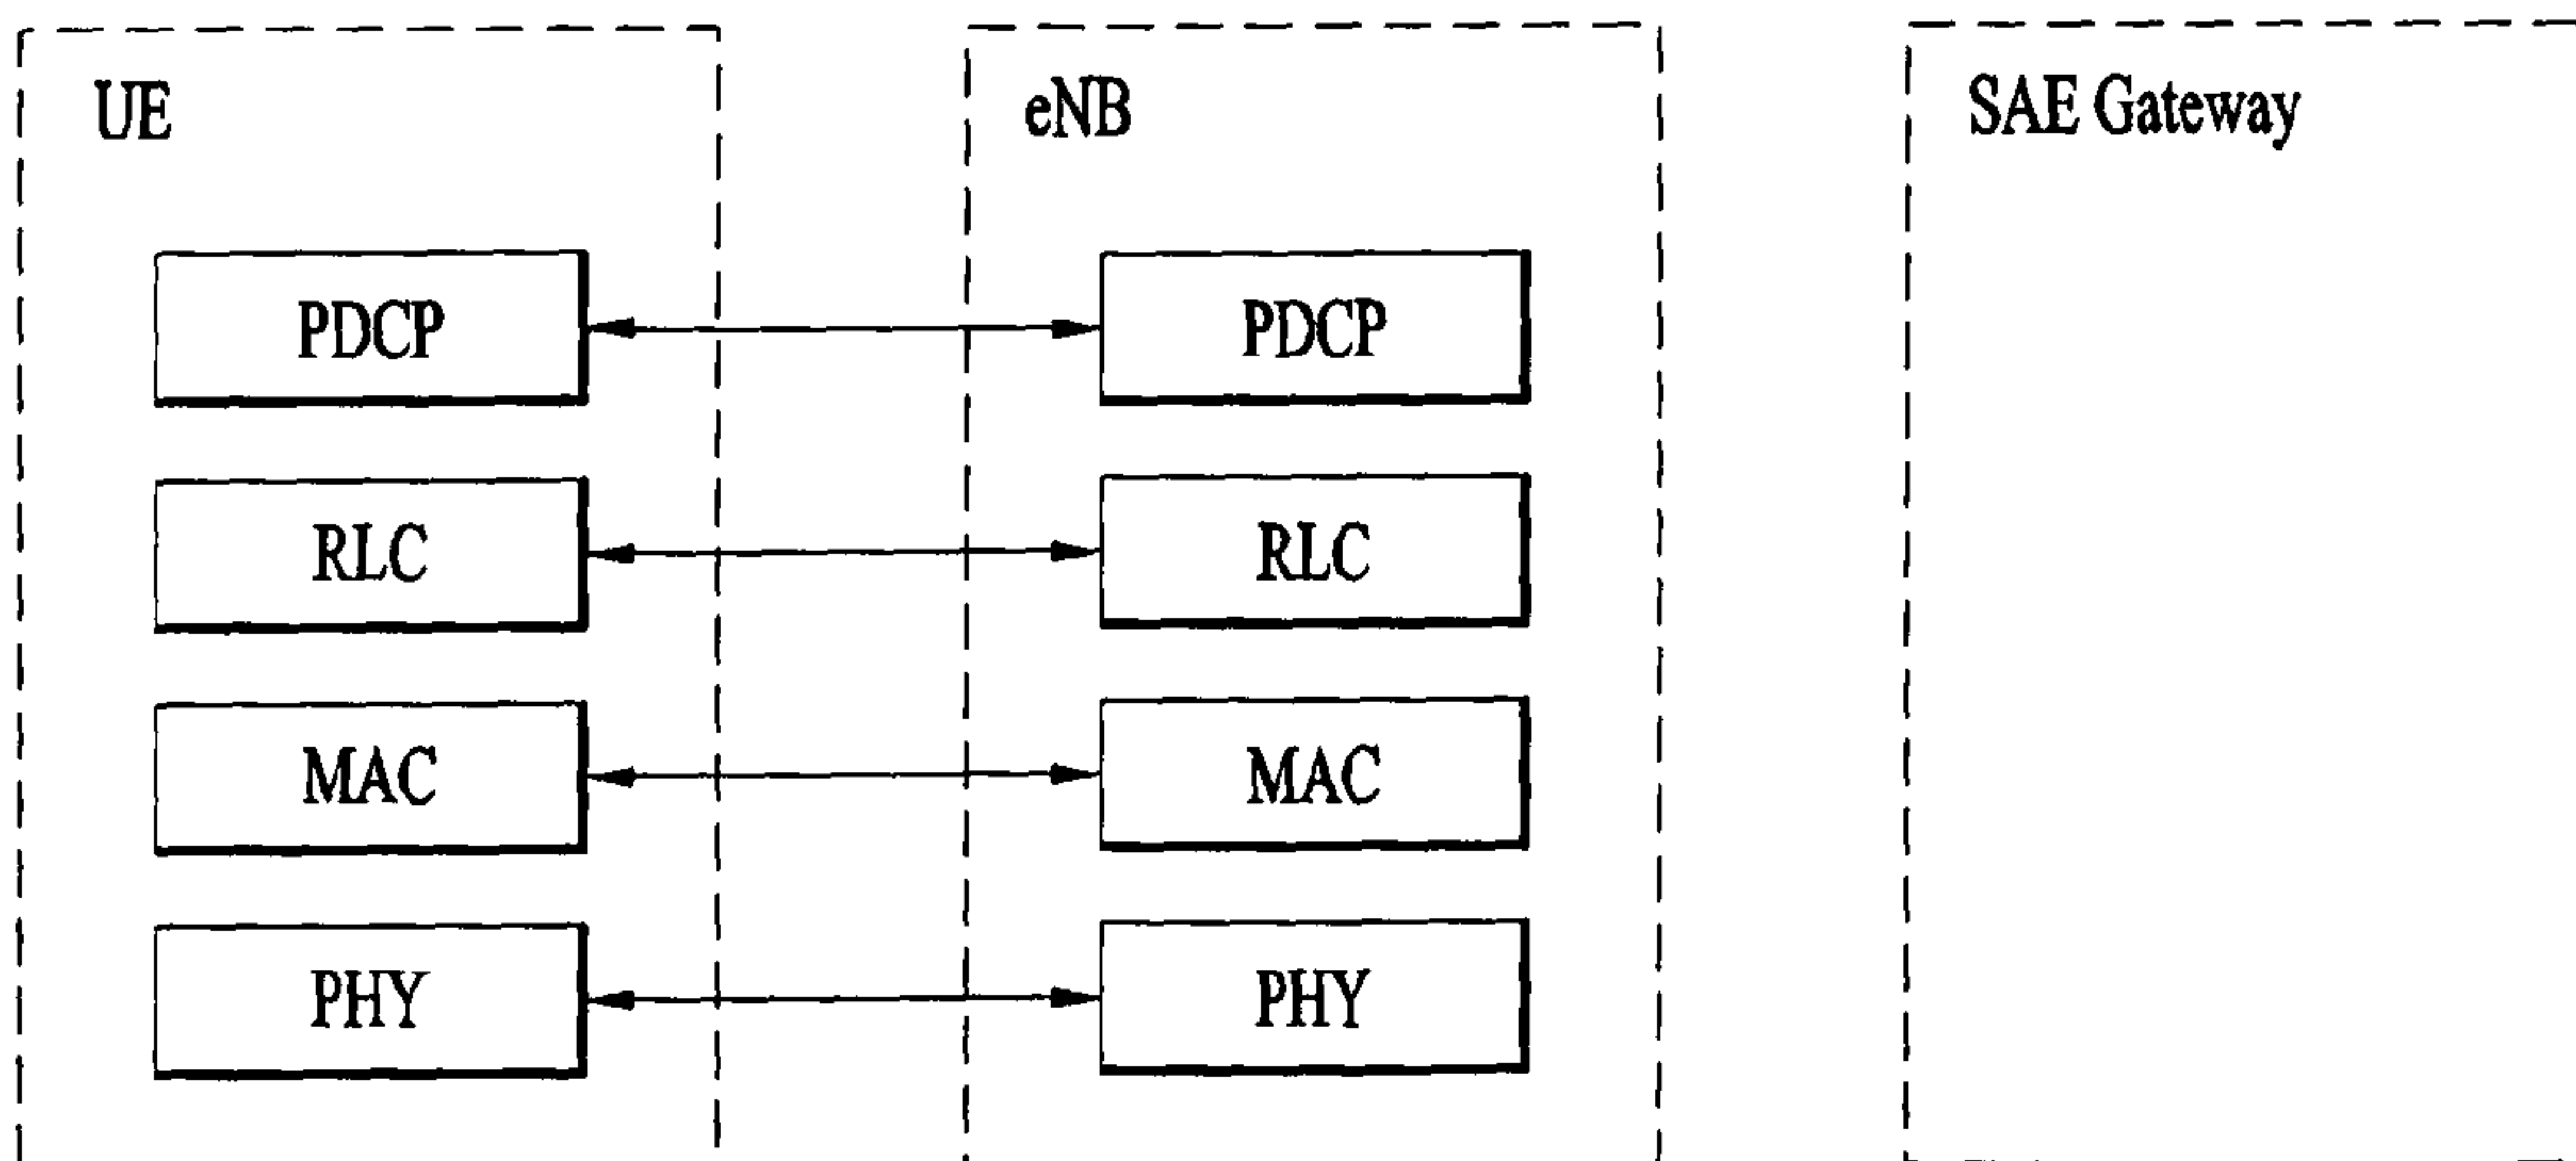 UE
eNB
SAE Gateway
PDCP
PDCP
RLC
RLC
MAC
MAC
PHY
PHY